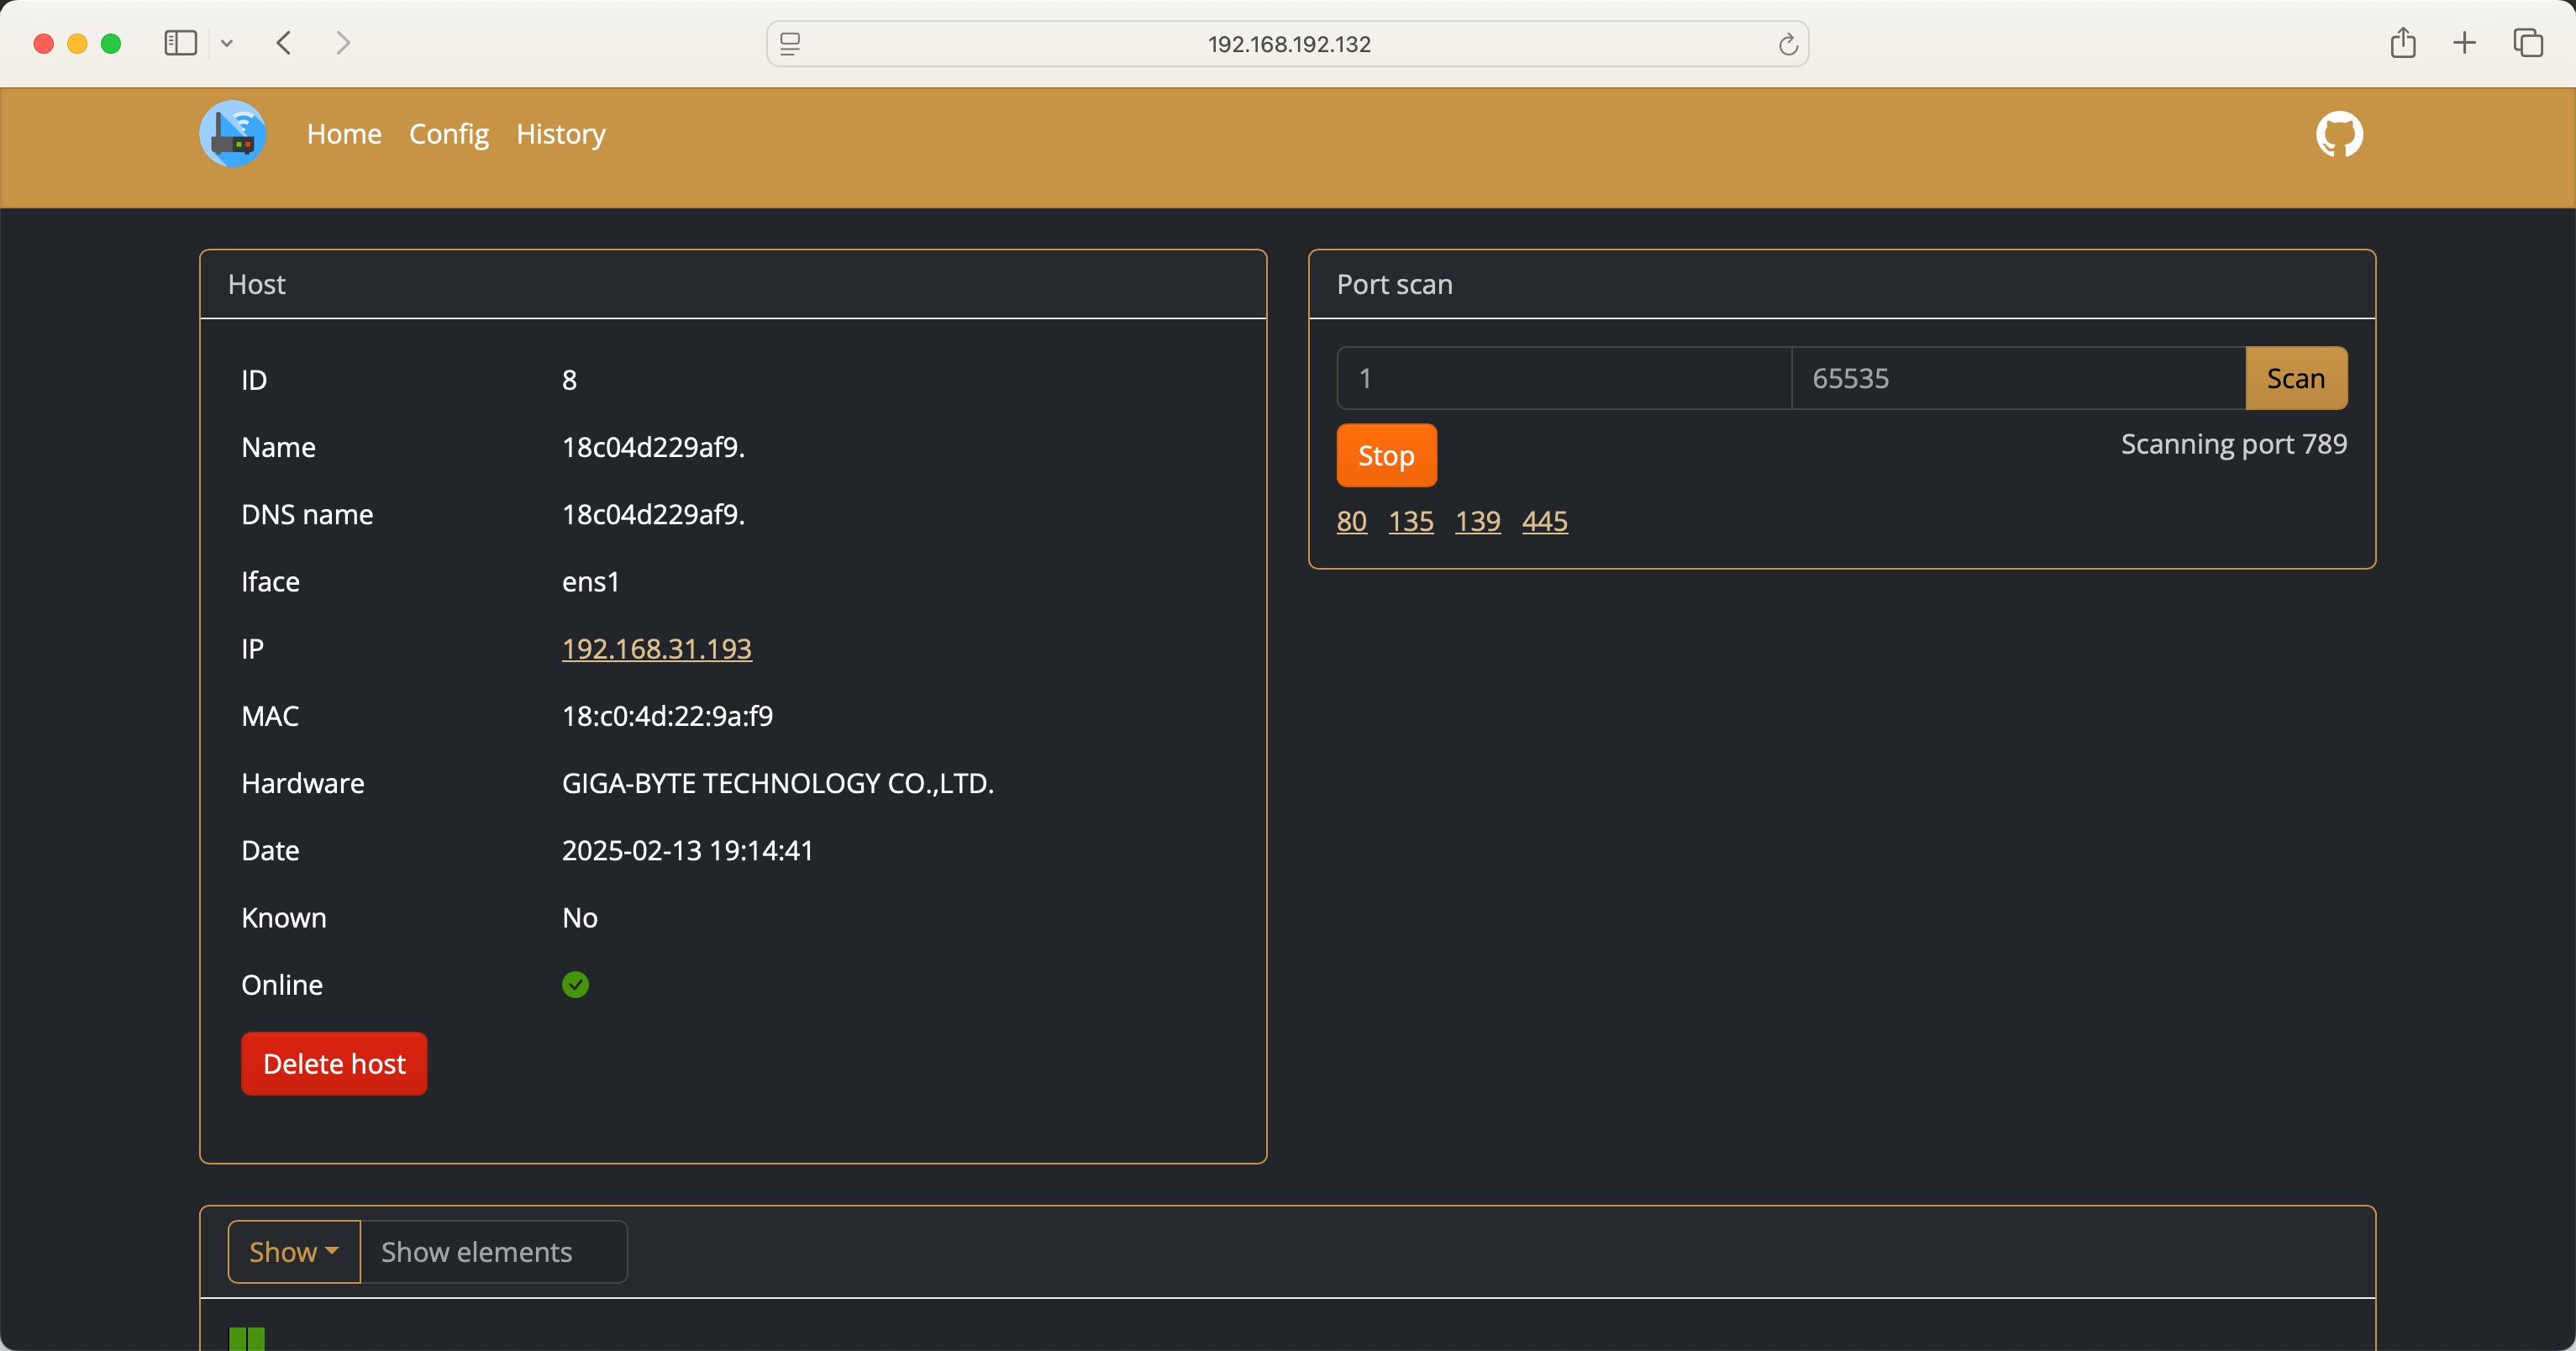 192.168.192.132
Home Config History
Host
ID 8
Name 18c04d229af9.
DNS name 18c04d229af9.
Iface ens1
IP 192.168.31.193
MAC 18:c0:4d:22:9a:f9
Hardware GIGA-BYTE TECHNOLOGY CO.,LTD.
Date 2025-02-13 19:14:41
Known No
Online
Delete host
Port scan
1 65535 Scan
Stop Scanning port 789
80 135 139 445
Show Show elements